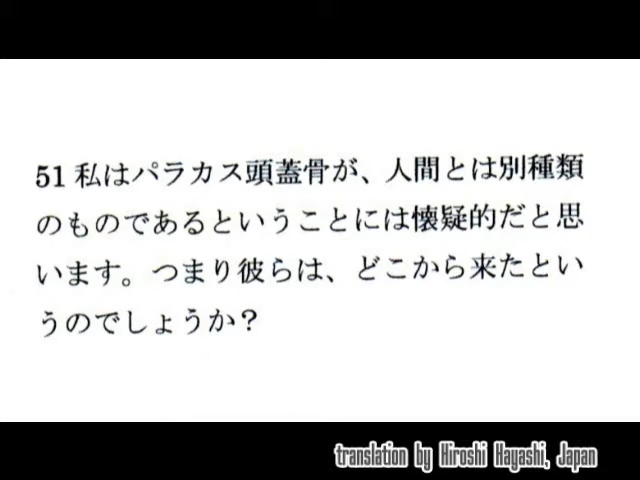 51 私はパラカス頭蓋骨が、人間とは別種類
のものであるということには懐疑的だと思
います。つまり彼らは、どこから来たとい
うのでしょうか?
translation by Hiroshi Hayashi, Japan